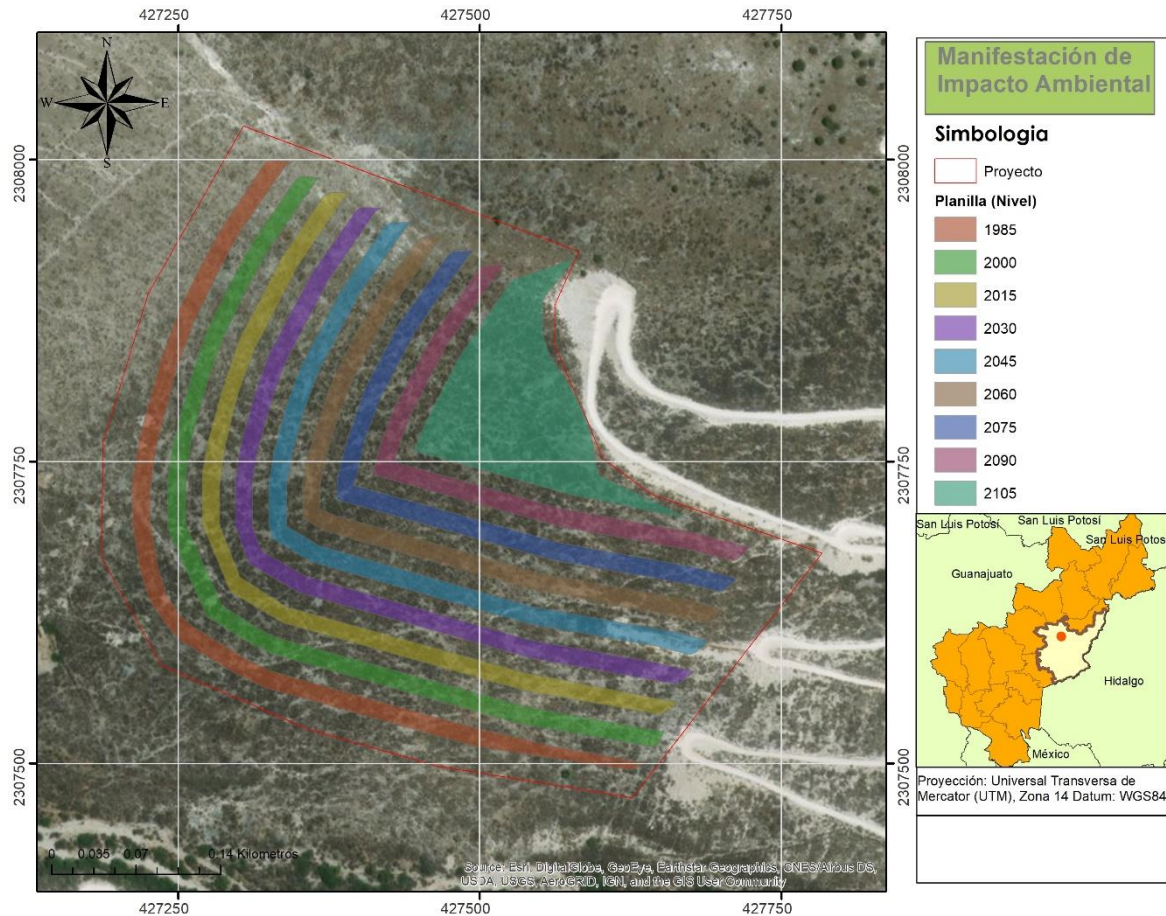 427250
427500
427750
N
W
E
S
2308000
2307750
2307500
2308000
2307750
2307500
0 0,035 0,07 0,14 Kilometros
Source: Esri, DigitalGlobe, GeoEye, Earthstar Geographics, CNES/Airbus DS,
USDA, USGS, AeroGRID, IGN, and the GIS User Community
427250
427500
427750
Manifestación de
Impacto Ambiental
Simbologia
Proyecto
Planilla (Nivel)
1985
2000
2015
2030
2045
2060
2075
2090
2105
San Luis Potosí
San Luis Potosí
San Luis Potos
Guanajuato
Hidalgo
México
Proyección: Universal Transversa de
Mercator (UTM), Zona 14 Datum: WGS84